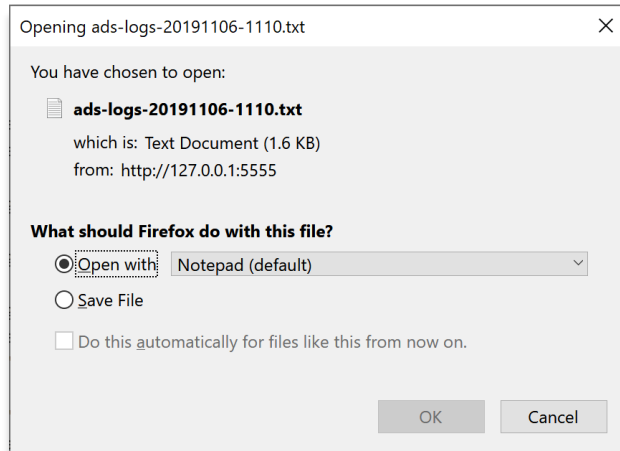 Opening ads-logs-20191106-1110.txt
You have chosen to open:
ads-logs-20191106-1110.txt
which is: Text Document (1.6 KB)
from: http://127.0.0.1:5555
What should Firefox do with this file?
Open with Notepad (default)
Save File
Do this automatically for files like this from now on.
OK Cancel